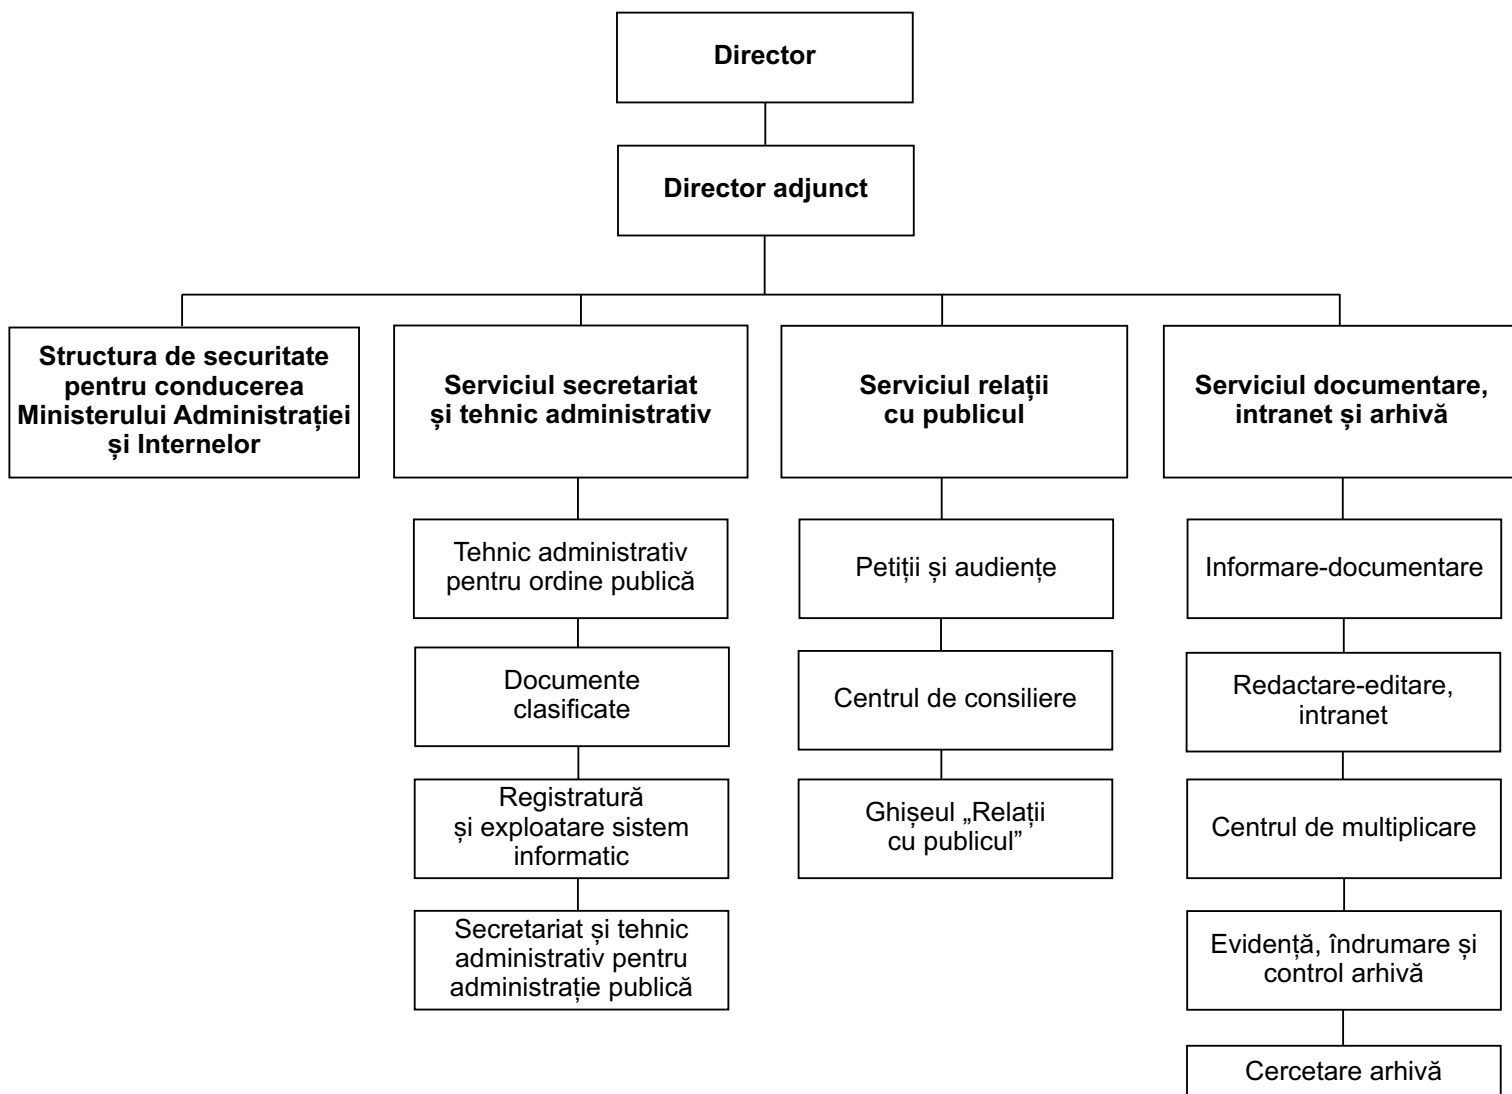 Director
Director adjunct
Structura de securitate
pentru conducerea
Ministerului Administrației
și Internelor
Serviciul secretariat
și tehnic administrativ
Serviciul relații
cu publicul
Serviciul documentare,
intranet și arhivă
Tehnic administrativ
pentru ordine publică
Documente
clasificate
Registratură
și exploatare sistem
informatic
Secretariat și tehnic
administrativ pentru
administrație publică
Petiții și audiențe
Centrul de consiliere
Ghișeul „Relații
cu publicul”
Informare-documentare
Redactare-editare,
intranet
Centrul de multiplicare
Evidență, îndrumare și
control arhivă
Cercetare arhivă